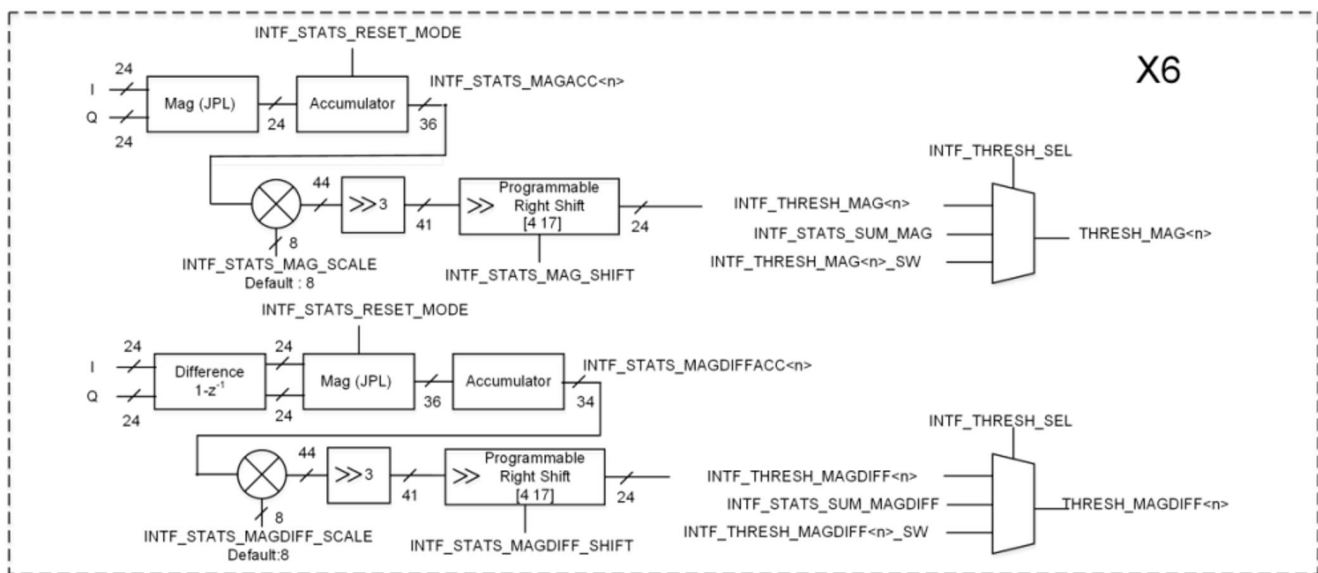 INTF_STATS_RESET_MODE
X6
24
I
Q
24
Mag (JPL)
24
Accumulator
36
INTF_STATS_MAGACC<n>
44
>>3
41
>>
Programmable
Right Shift
[4 17]
24
8
INTF_STATS_MAG_SCALE
Default : 8
INTF_STATS_MAG_SHIFT
INTF_THRESH_SEL
INTF_THRESH_MAG<n>
INTF_STATS_SUM_MAG
INTF_THRESH_MAG<n>_SW
THRESH_MAG<n>
INTF_STATS_RESET_MODE
24
I
Q
24
Difference
1-z-1
24
24
Mag (JPL)
36
Accumulator
34
INTF_STATS_MAGDIFFACC<n>
44
>>3
41
>>
Programmable
Right Shift
[4 17]
24
8
INTF_STATS_MAGDIFF_SCALE
Default:8
INTF_STATS_MAGDIFF_SHIFT
INTF_THRESH_SEL
INTF_THRESH_MAGDIFF<n>
INTF_STATS_SUM_MAGDIFF
INTF_THRESH_MAGDIFF<n>_SW
THRESH_MAGDIFF<n>